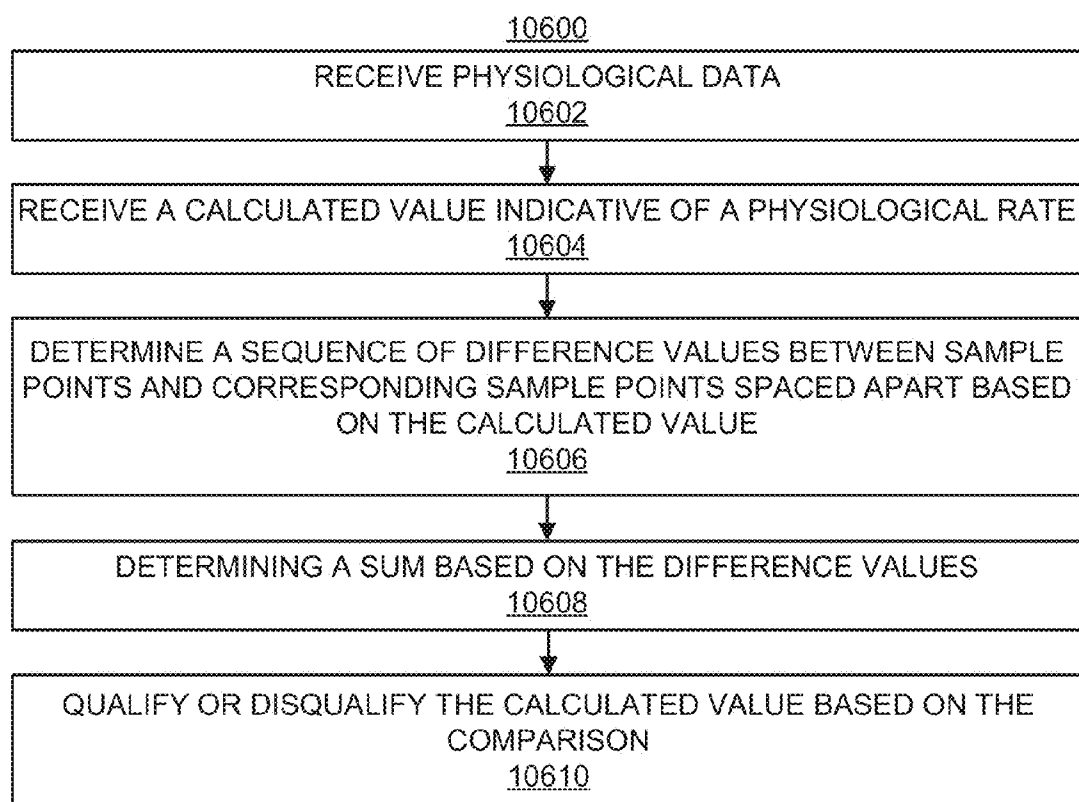 10600
RECEIVE PHYSIOLOGICAL DATA
10602
RECEIVE A CALCULATED VALUE INDICATIVE OF A PHYSIOLOGICAL RATE
10604
DETERMINE A SEQUENCE OF DIFFERENCE VALUES BETWEEN SAMPLE
POINTS AND CORRESPONDING SAMPLE POINTS SPACED APART BASED
ON THE CALCULATED VALUE
10606
DETERMINING A SUM BASED ON THE DIFFERENCE VALUES
10608
QUALIFY OR DISQUALIFY THE CALCULATED VALUE BASED ON THE
COMPARISON
10610